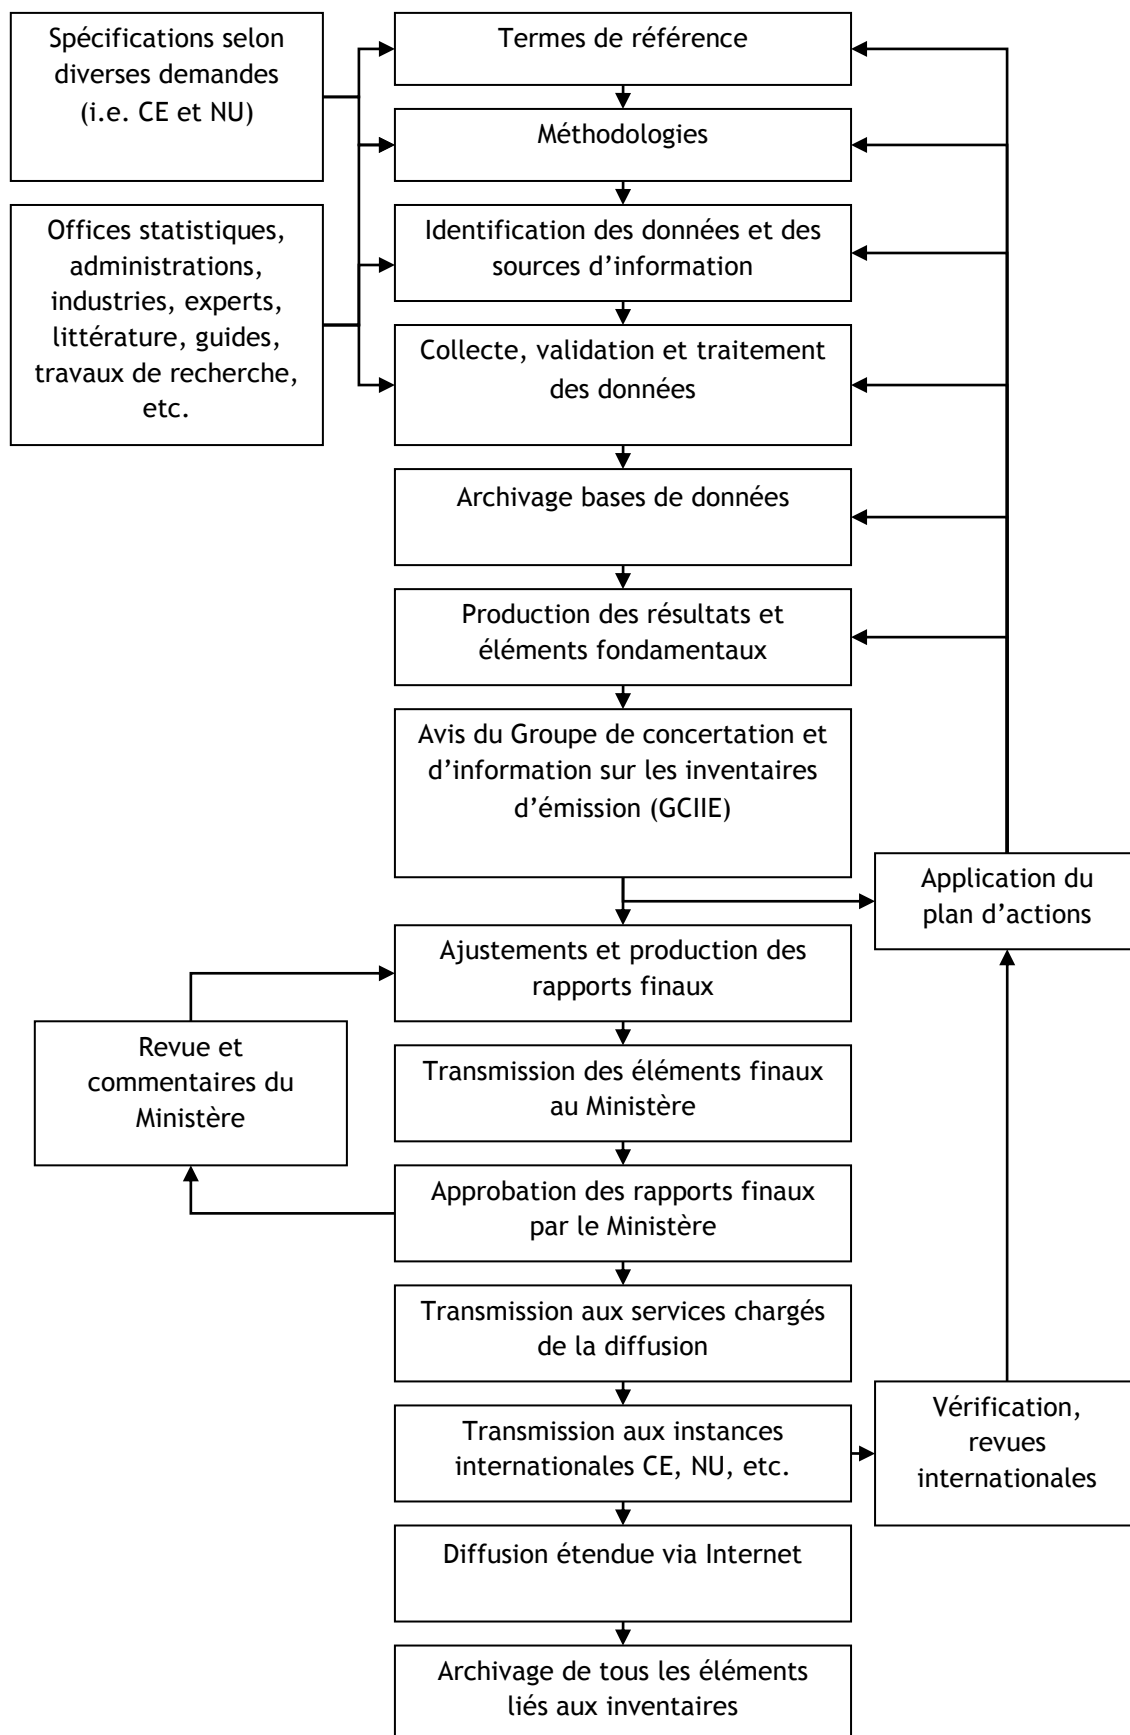 Spécifications selon
diverses demandes
(i.e. CE et NU)
Termes de référence
Méthodologies
Offices statistiques,
administrations,
industries, experts,
littérature, guides,
travaux de recherche,
etc.
Identification des données et des
sources d’information
Collecte, validation et traitement
des données
Archivage bases de données
Production des résultats et
éléments fondamentaux
Avis du Groupe de concertation et
d’information sur les inventaires
d’émission (GCIIE)
Application du
plan d’actions
Ajustements et production des
rapports finaux
Revue et
commentaires du
Ministère
Transmission des éléments finaux
au Ministère
Approbation des rapports finaux
par le Ministère
Transmission aux services chargés
de la diffusion
Transmission aux instances
internationales CE, NU, etc.
Vérification,
revues
internationales
Diffusion étendue via Internet
Archivage de tous les éléments
liés aux inventaires